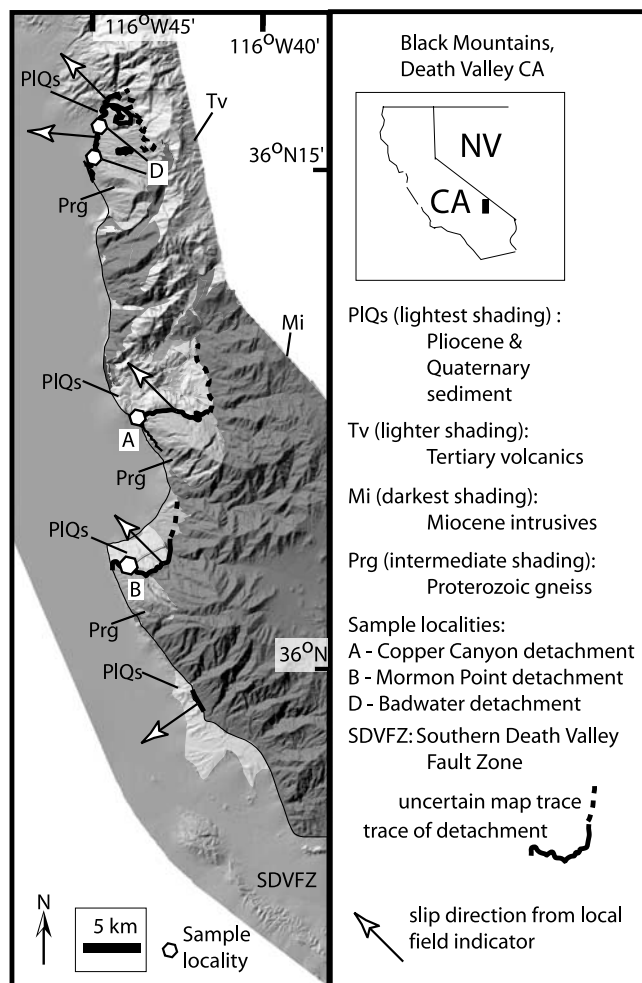 116°W45'
116°W40'
PlQs
Tv
D
36°N15'
Prg
Mi
PlQs
A
Prg
PlQs
B
Prg
36°N
PlQs
SDVFZ
N
5 km
Sample
locality
Black Mountains,
Death Valley CA
NV
CA
PlQs (lightest shading) :
Pliocene &
Quaternary
sediment
Tv (lighter shading):
Tertiary volcanics
Mi (darkest shading):
Miocene intrusives
Prg (intermediate shading):
Proterozoic gneiss
Sample localities:
A - Copper Canyon detachment
B - Mormon Point detachment
D - Badwater detachment
SDVFZ: Southern Death Valley
Fault Zone
uncertain map trace
trace of detachment
slip direction from local
field indicator